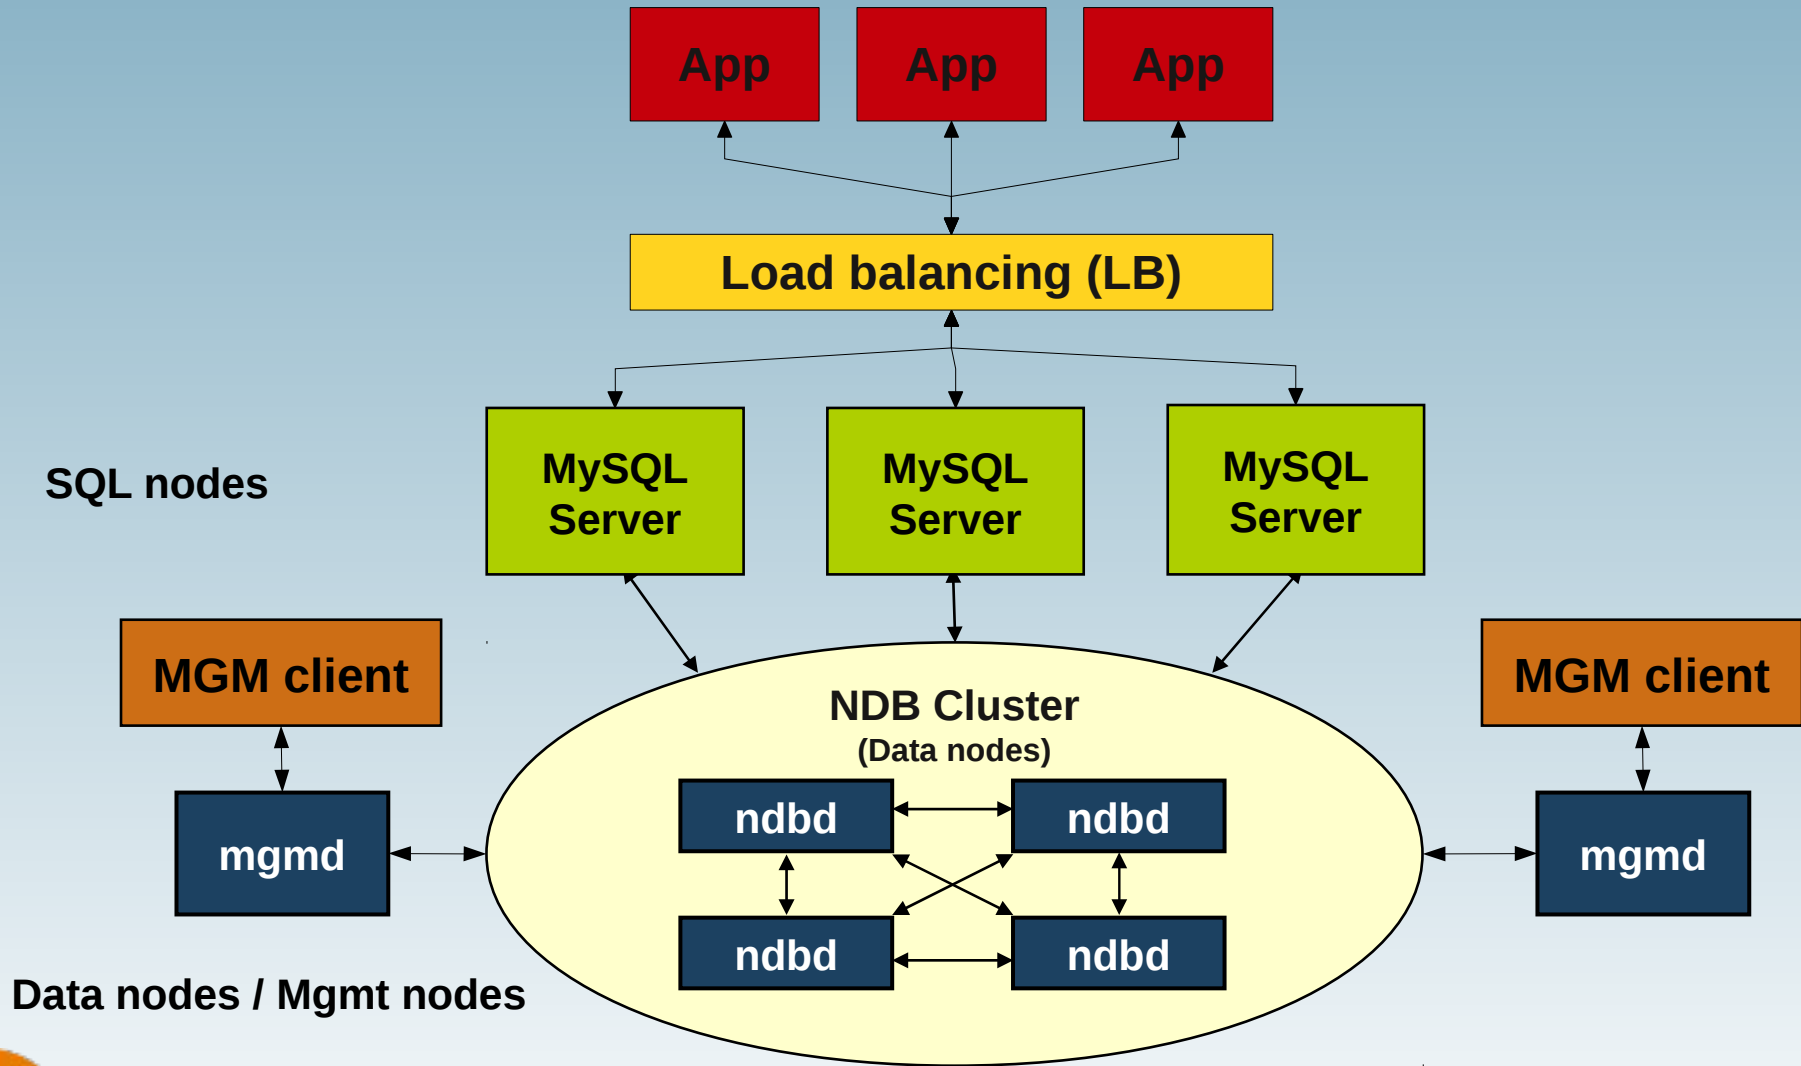 App
App
App
Load balancing (LB)
SQL nodes
MySQL
Server
MySQL
Server
MySQL
Server
MGM client
MGM client
NDB Cluster
(Data nodes)
ndbd
ndbd
mgmd
mgmd
ndbd
ndbd
Data nodes / Mgmt nodes